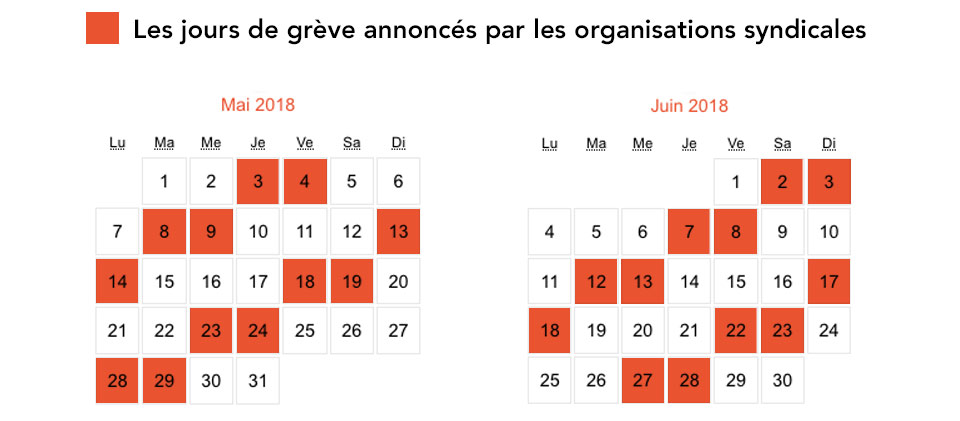 Les jours de grève annoncés par les organisations syndicales
Mai 2018
Lu Ma Me Je Ve Sa Di
1 2 3 4 5 6
7 8 9 10 11 12 13
14 15 16 17 18 19 20
21 22 23 24 25 26 27
28 29 30 31
Juin 2018
Lu Ma Me Je Ve Sa Di
1 2 3
4 5 6 7 8 9 10
11 12 13 14 15 16 17
18 19 20 21 22 23 24
25 26 27 28 29 30